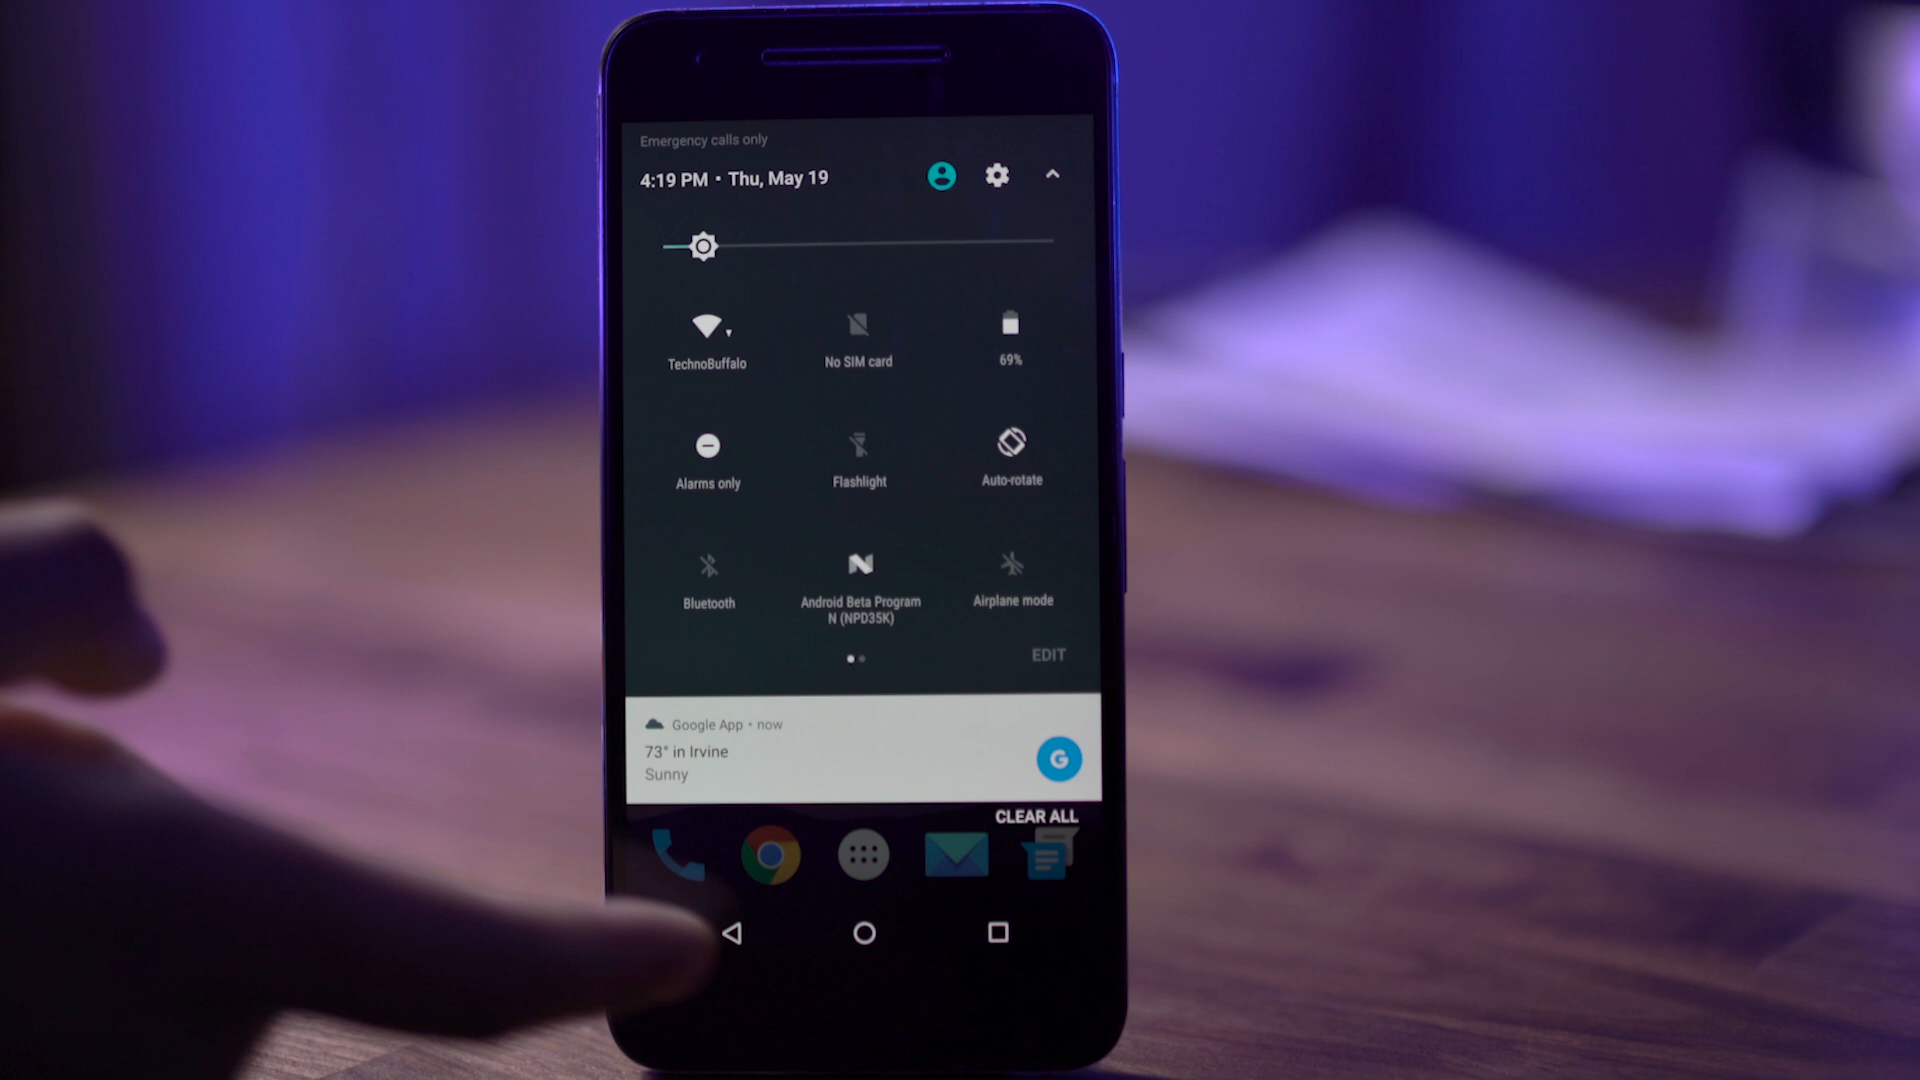 Emergency calls only
4:19 PM • Thu, May 19
TechnoBuffalo
No SIM card
69%
Alarms only
Flashlight
Auto-rotate
Bluetooth
Android Beta Program
N (NPD35K)
Airplane mode
EDIT
Google App • now
73° in Irvine
Sunny
G
CLEAR ALL